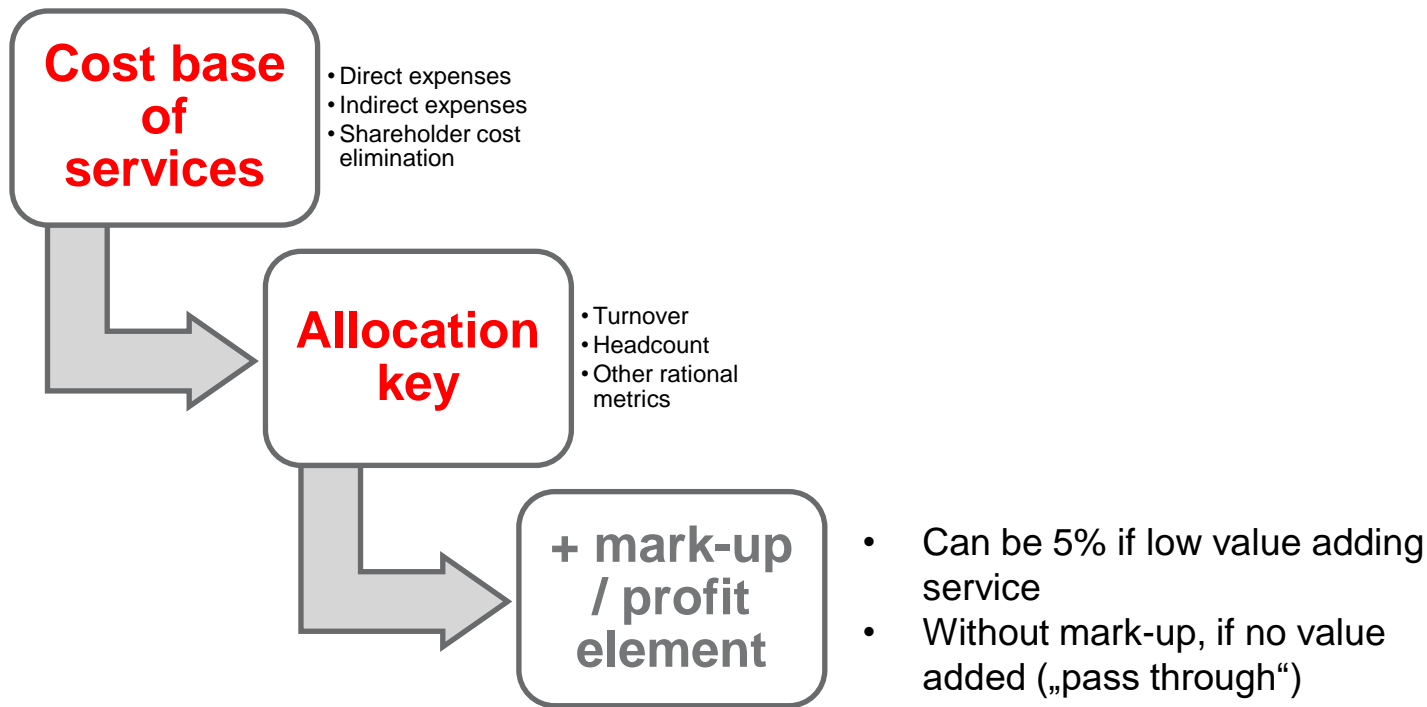 Cost base
of
services
• Direct expenses
• Indirect expenses
• Shareholder cost
elimination
Allocation
key
• Turnover
• Headcount
• Other rational
metrics
+ mark-up
/ profit
element
• Can be 5% if low value adding
service
• Without mark-up, if no value
added („pass through“)